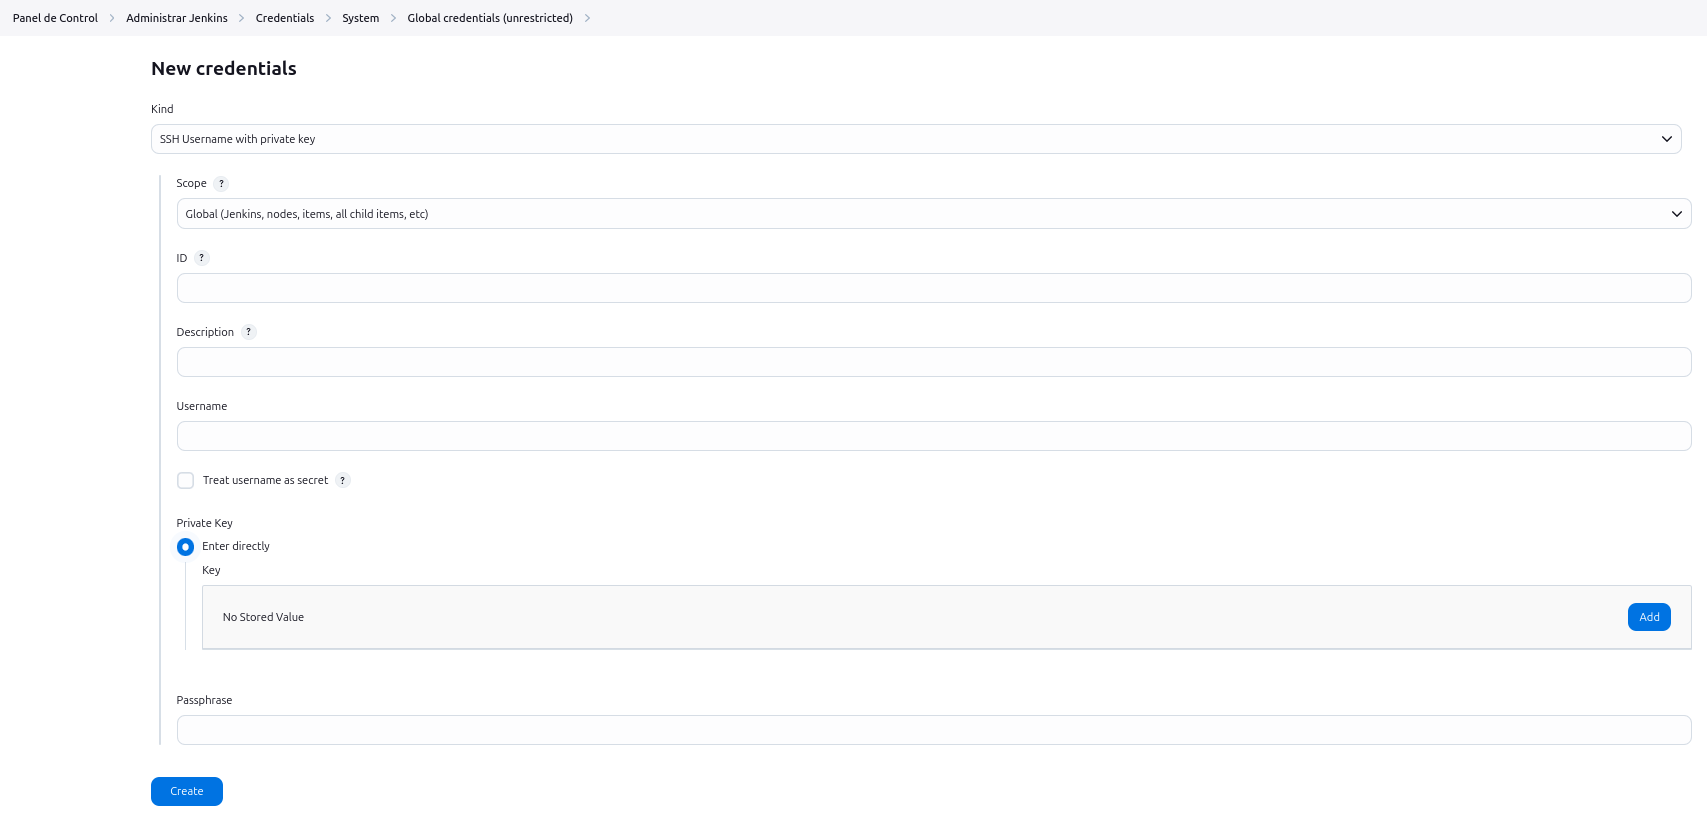 Panel de Control > Administrar Jenkins > Credentials > System > Global credentials (unrestricted) >
New credentials
Kind
SSH Username with private key
Scope ?
Global (Jenkins, nodes, items, all child items, etc)
ID ?
Description ?
Username
Treat username as secret ?
Private Key
Enter directly
Key
No Stored Value Add
Passphrase
Create